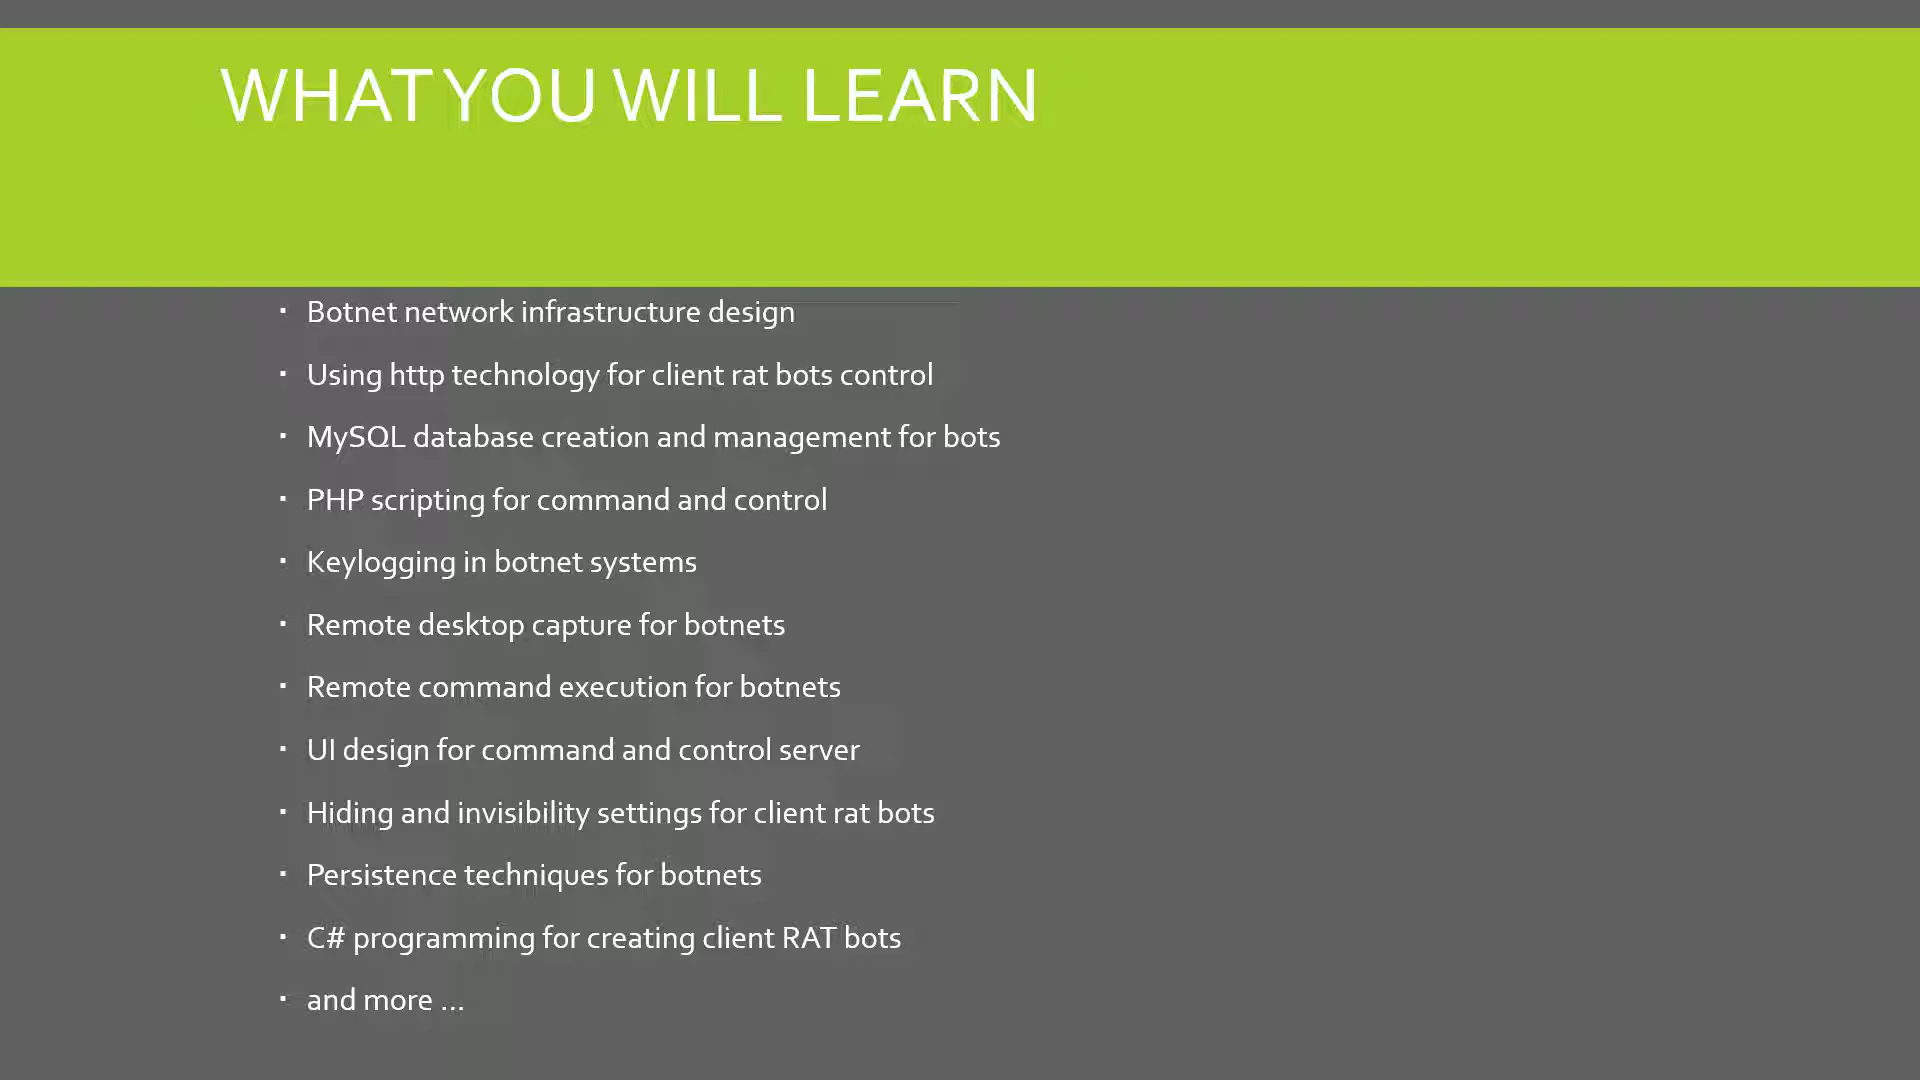 WHAT YOU WILL LEARN
▪ Botnet network infrastructure design
▪ Using http technology for client rat bots control
▪ MySQL database creation and management for bots
▪ PHP scripting for command and control
▪ Keylogging in botnet systems
▪ Remote desktop capture for botnets
▪ Remote command execution for botnets
▪ UI design for command and control server
▪ Hiding and invisibility settings for client rat bots
▪ Persistence techniques for botnets
▪ C# programming for creating client RAT bots
▪ and more ...